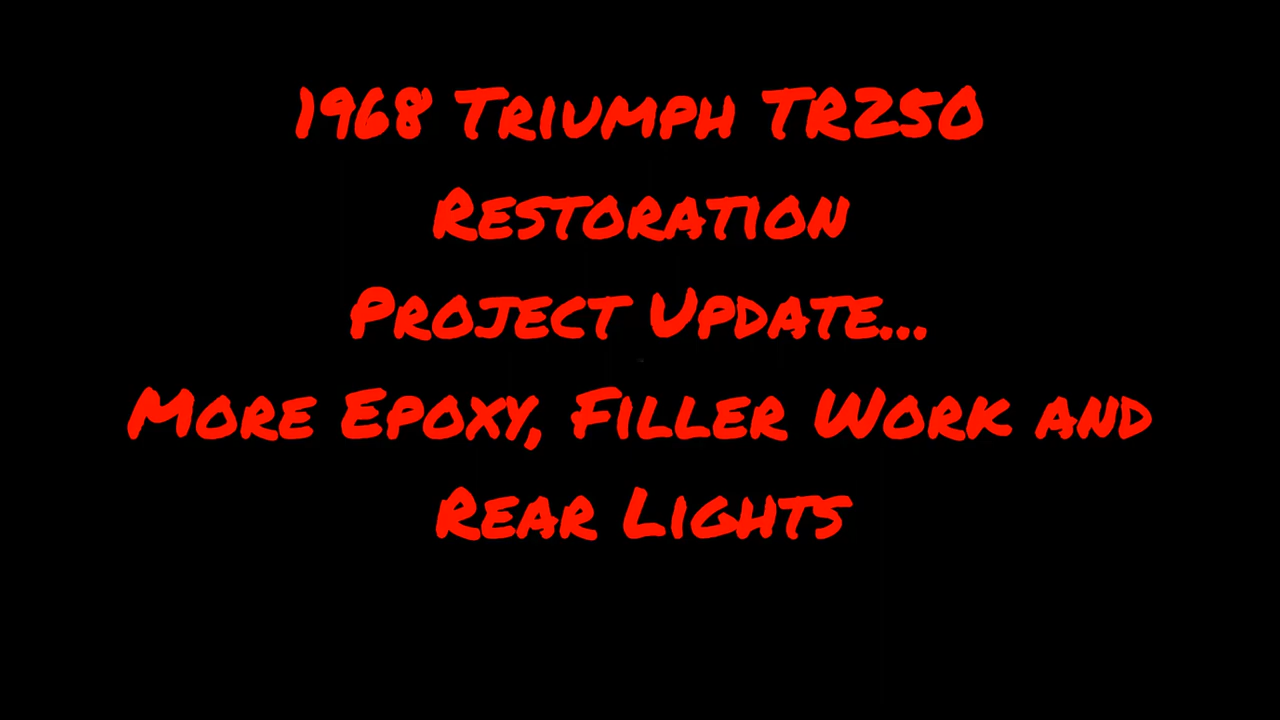 1968 Triumph TR250
Restoration
Project Update...
More Epoxy, Filler Work and
Rear Lights